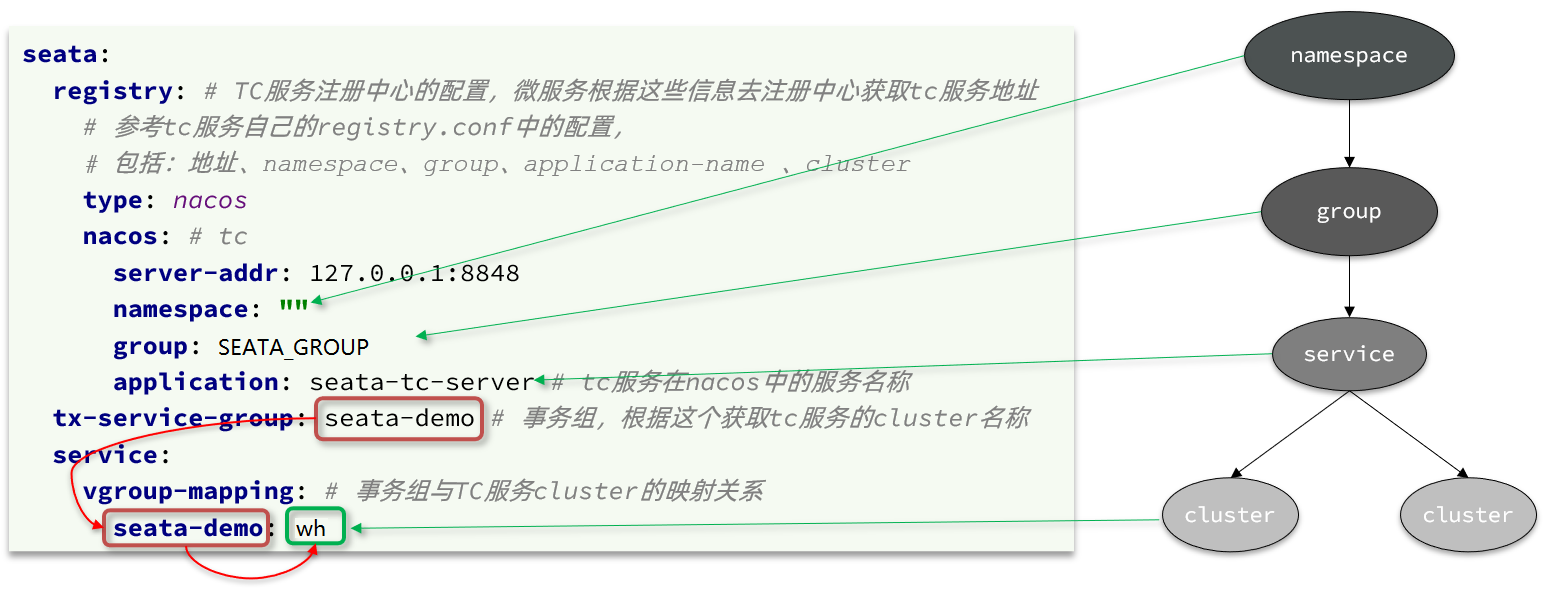 seata:
registry: # TC服务注册中心的配置，微服务根据这些信息去注册中心获取tc服务地址
# 参考tc服务自己的registry.conf中的配置，
# 包括：地址、namespace、group、application-name 、cluster
type: nacos
nacos: # tc
server-addr: 127.0.0.1:8848
namespace: ""
group: SEATA_GROUP
application: seata-tc-server # tc服务在nacos中的服务名称
tx-service-group: seata-demo # 事务组，根据这个获取tc服务的cluster名称
service:
vgroup-mapping: # 事务组与TC服务cluster的映射关系
seata-demo: wh
namespace
group
service
cluster
cluster